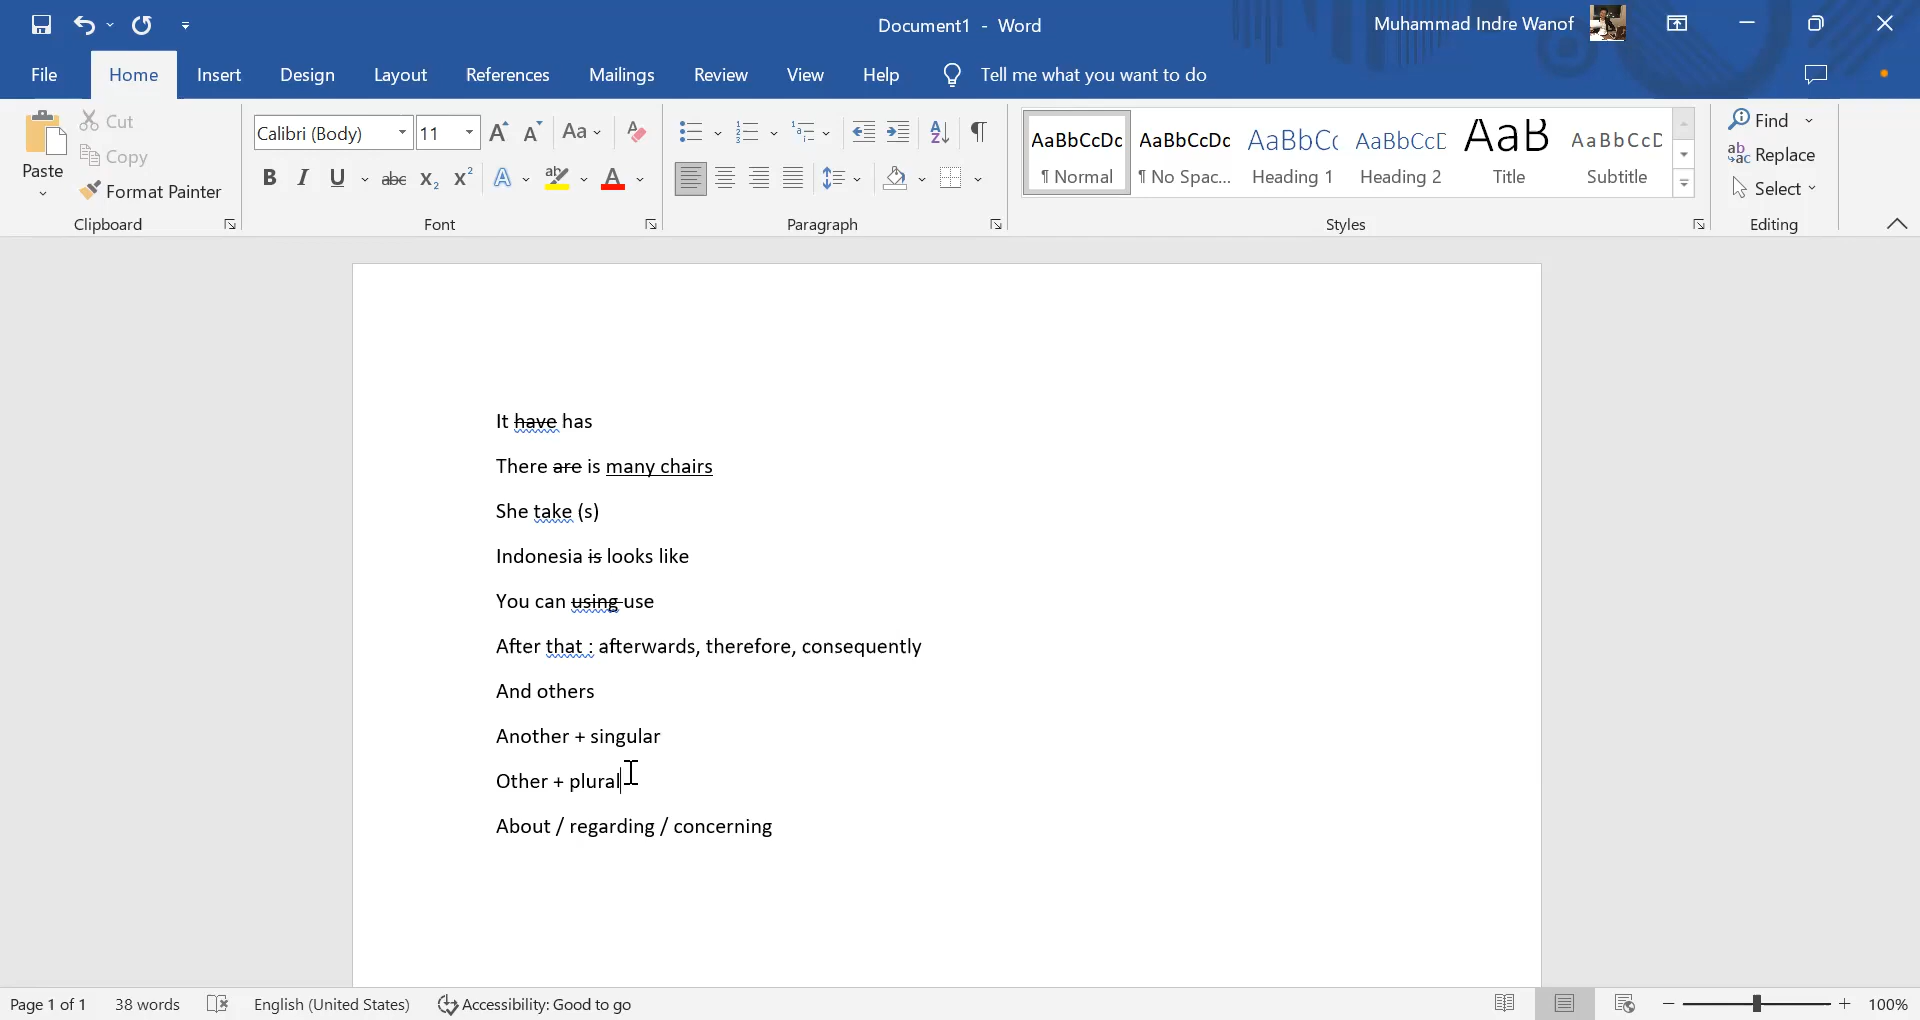 Document1 - Word
Muhammad Indre Wanof
File Home Insert Design Layout References Mailings Review View Help Tell me what you want to do
Paste
Cut
Copy
Format Painter
Clipboard
Calibri (Body) 11
Aa
Font
Paragraph
AaBbCcDc AaBbCcDc AaBbCc AaBbCcD AaB AaBbCcD
¶ Normal ¶ No Spac... Heading 1 Heading 2 Title Subtitle
Styles
Find
Replace
Select
Editing
It have has
There are is many chairs
She take (s)
Indonesia is looks like
You can using use
After that : afterwards, therefore, consequently
And others
Another + singular
Other + plural
About / regarding / concerning
Page 1 of 1 38 words English (United States) Accessibility: Good to go 100%